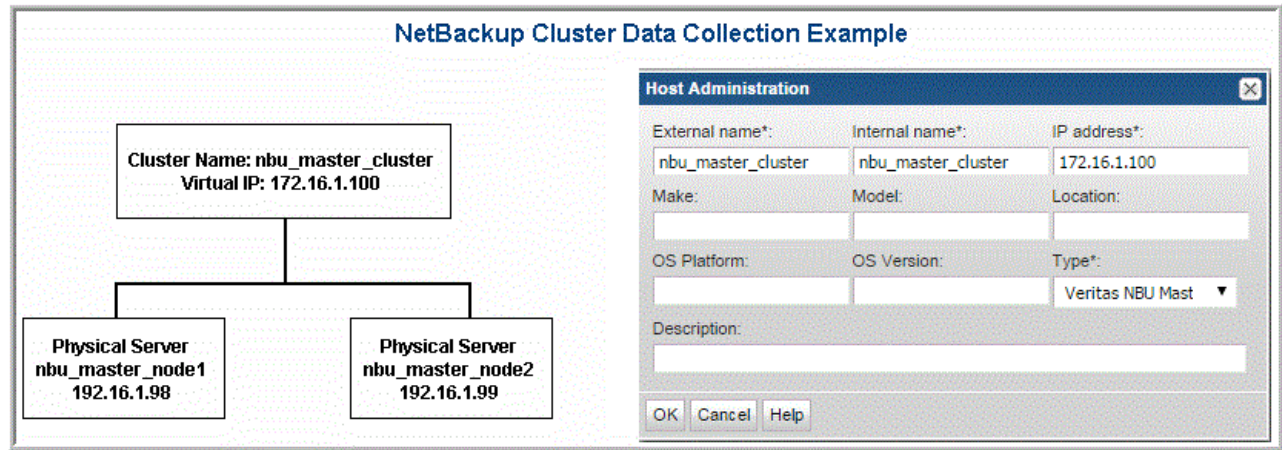 NetBackup Cluster Data Collection Example
Cluster Name: nbu_master_cluster
Virtual IP: 172.16.1.100
Physical Server
nbu_master_node1
192.16.1.98
Physical Server
nbu_master_node2
192.16.1.99
Host Administration
External name*: Internal name*: IP address*:
nbu_master_cluster nbu_master_cluster 172.16.1.100
Make: Model: Location:
OS Platform: OS Version: Type*:
Veritas NBU Mast
Description:
OK Cancel Help